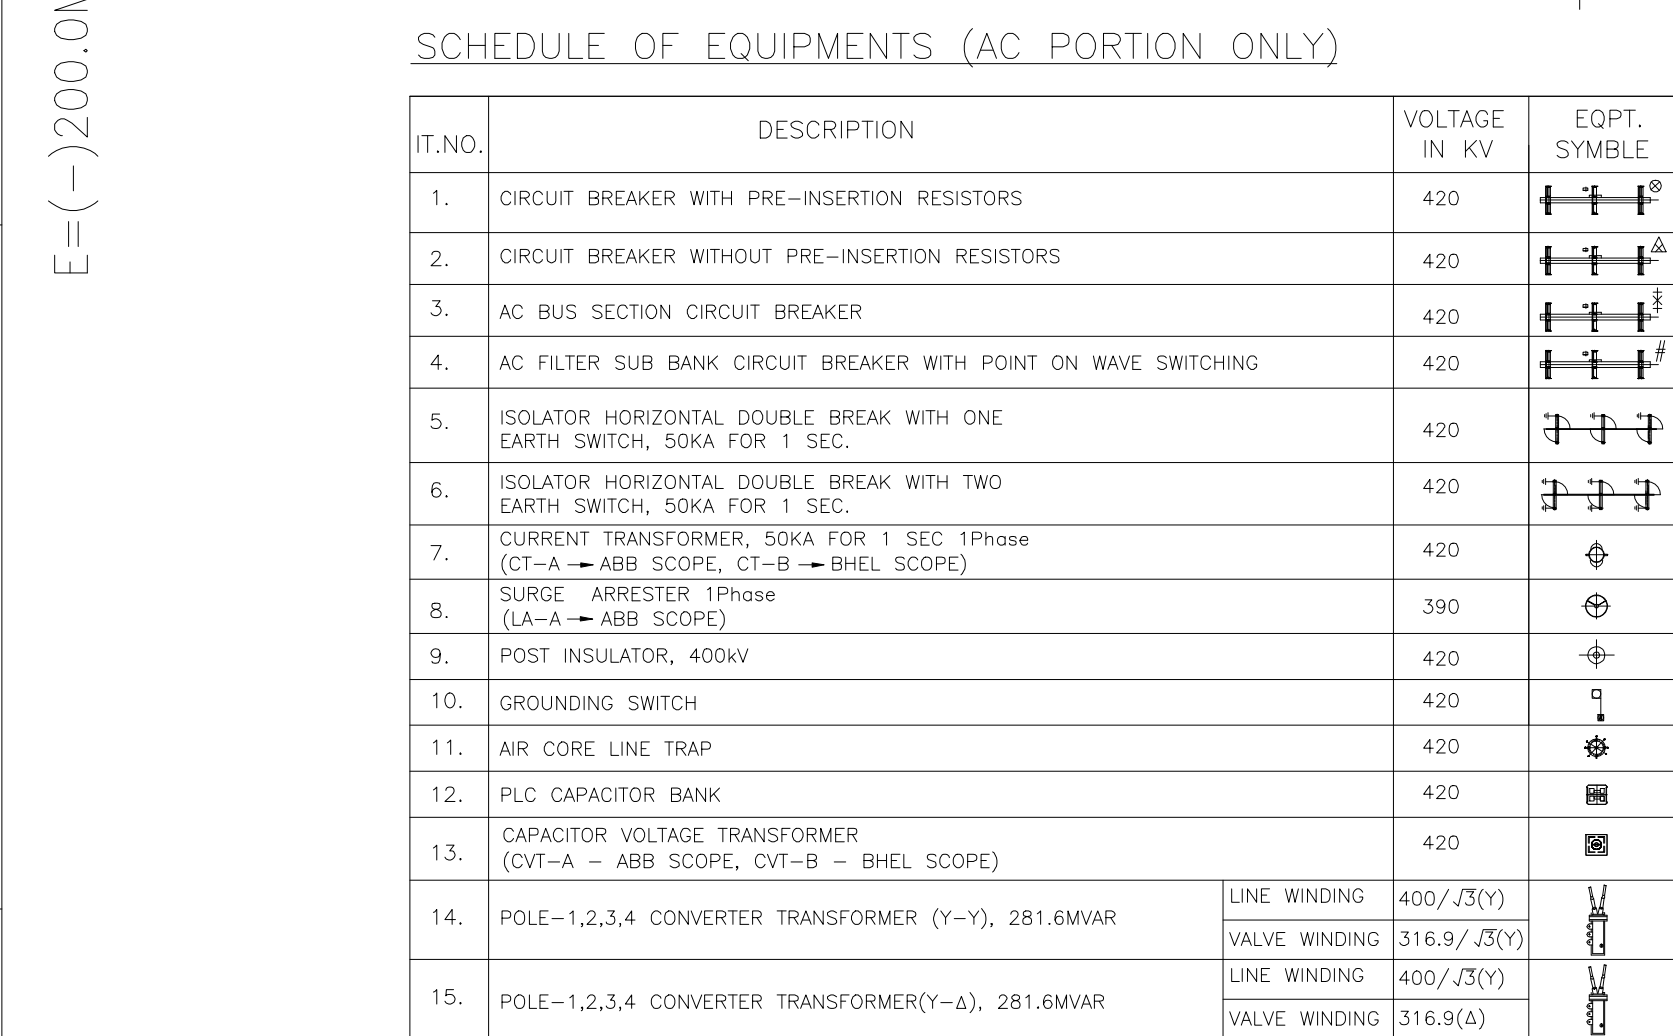 E=(-)200.0
SCHEDULE OF EQUIPMENTS (AC PORTION ONLY)
IT.NO. DESCRIPTION VOLTAGE IN KV EQPT. SYMBLE
1. CIRCUIT BREAKER WITH PRE-INSERTION RESISTORS 420
2. CIRCUIT BREAKER WITHOUT PRE-INSERTION RESISTORS 420
3. AC BUS SECTION CIRCUIT BREAKER 420
4. AC FILTER SUB BANK CIRCUIT BREAKER WITH POINT ON WAVE SWITCHING 420 #
5. ISOLATOR HORIZONTAL DOUBLE BREAK WITH ONE
EARTH SWITCH, 50KA FOR 1 SEC. 420
6. ISOLATOR HORIZONTAL DOUBLE BREAK WITH TWO
EARTH SWITCH, 50KA FOR 1 SEC. 420
7. CURRENT TRANSFORMER, 50KA FOR 1 SEC 1Phase
(CT-A → ABB SCOPE, CT-B → BHEL SCOPE) 420
8. SURGE ARRESTER 1Phase
(LA-A → ABB SCOPE) 390
9. POST INSULATOR, 400kV 420
10. GROUNDING SWITCH 420
11. AIR CORE LINE TRAP 420
12. PLC CAPACITOR BANK 420
13. CAPACITOR VOLTAGE TRANSFORMER
(CVT-A - ABB SCOPE, CVT-B - BHEL SCOPE) 420
14. POLE-1,2,3,4 CONVERTER TRANSFORMER (Y-Y), 281.6MVAR
LINE WINDING 400/√3(Y)
VALVE WINDING 316.9/√3(Y)
15. POLE-1,2,3,4 CONVERTER TRANSFORMER(Y-Δ), 281.6MVAR
LINE WINDING 400/√3(Y)
VALVE WINDING 316.9(Δ)